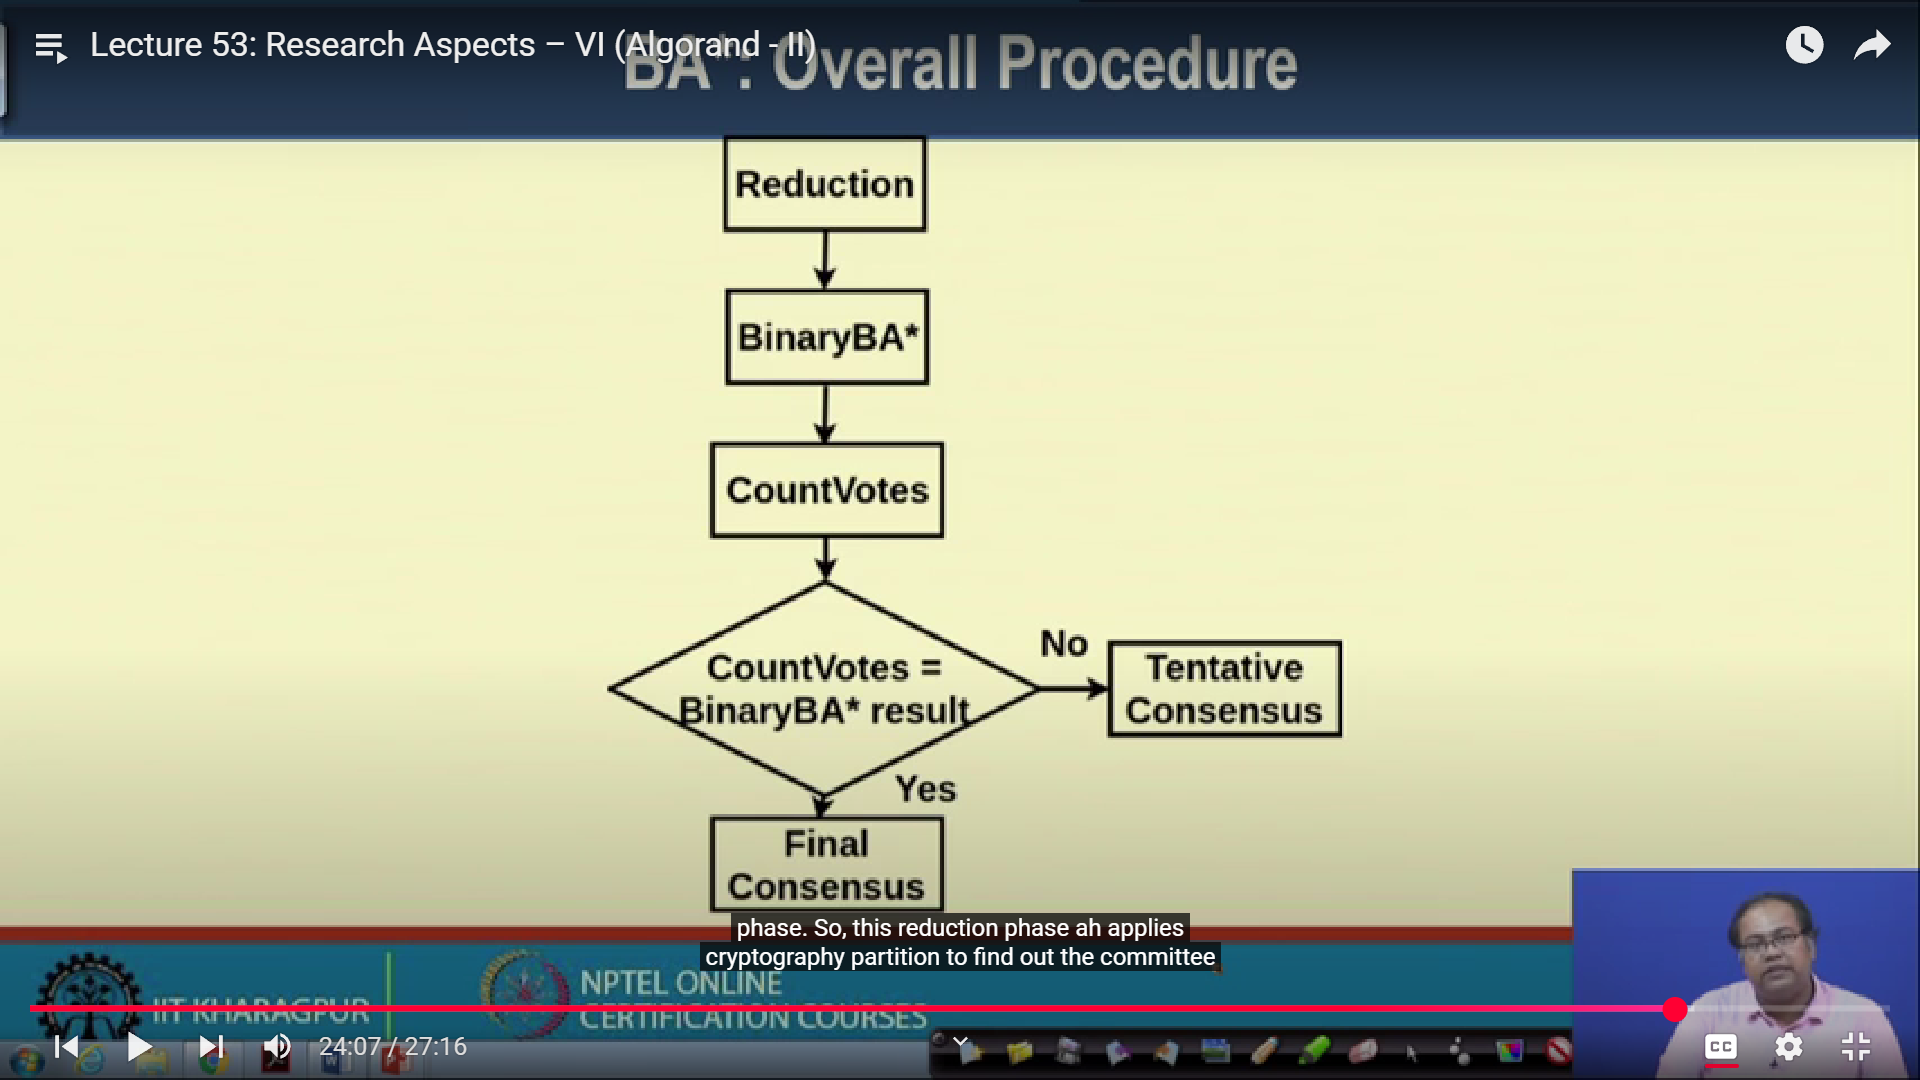 Lecture 53: Research Aspects – VI (Algorand - II)
BA*: Overall Procedure
Reduction
BinaryBA*
CountVotes
CountVotes =
BinaryBA* result
No
Tentative
Consensus
Yes
Final
Consensus
phase. So, this reduction phase ah applies
cryptography partition to find out the committee
IIT KHARAGPUR
NPTEL ONLINE
CERTIFICATION COURSES
24:07 / 27:16
CC